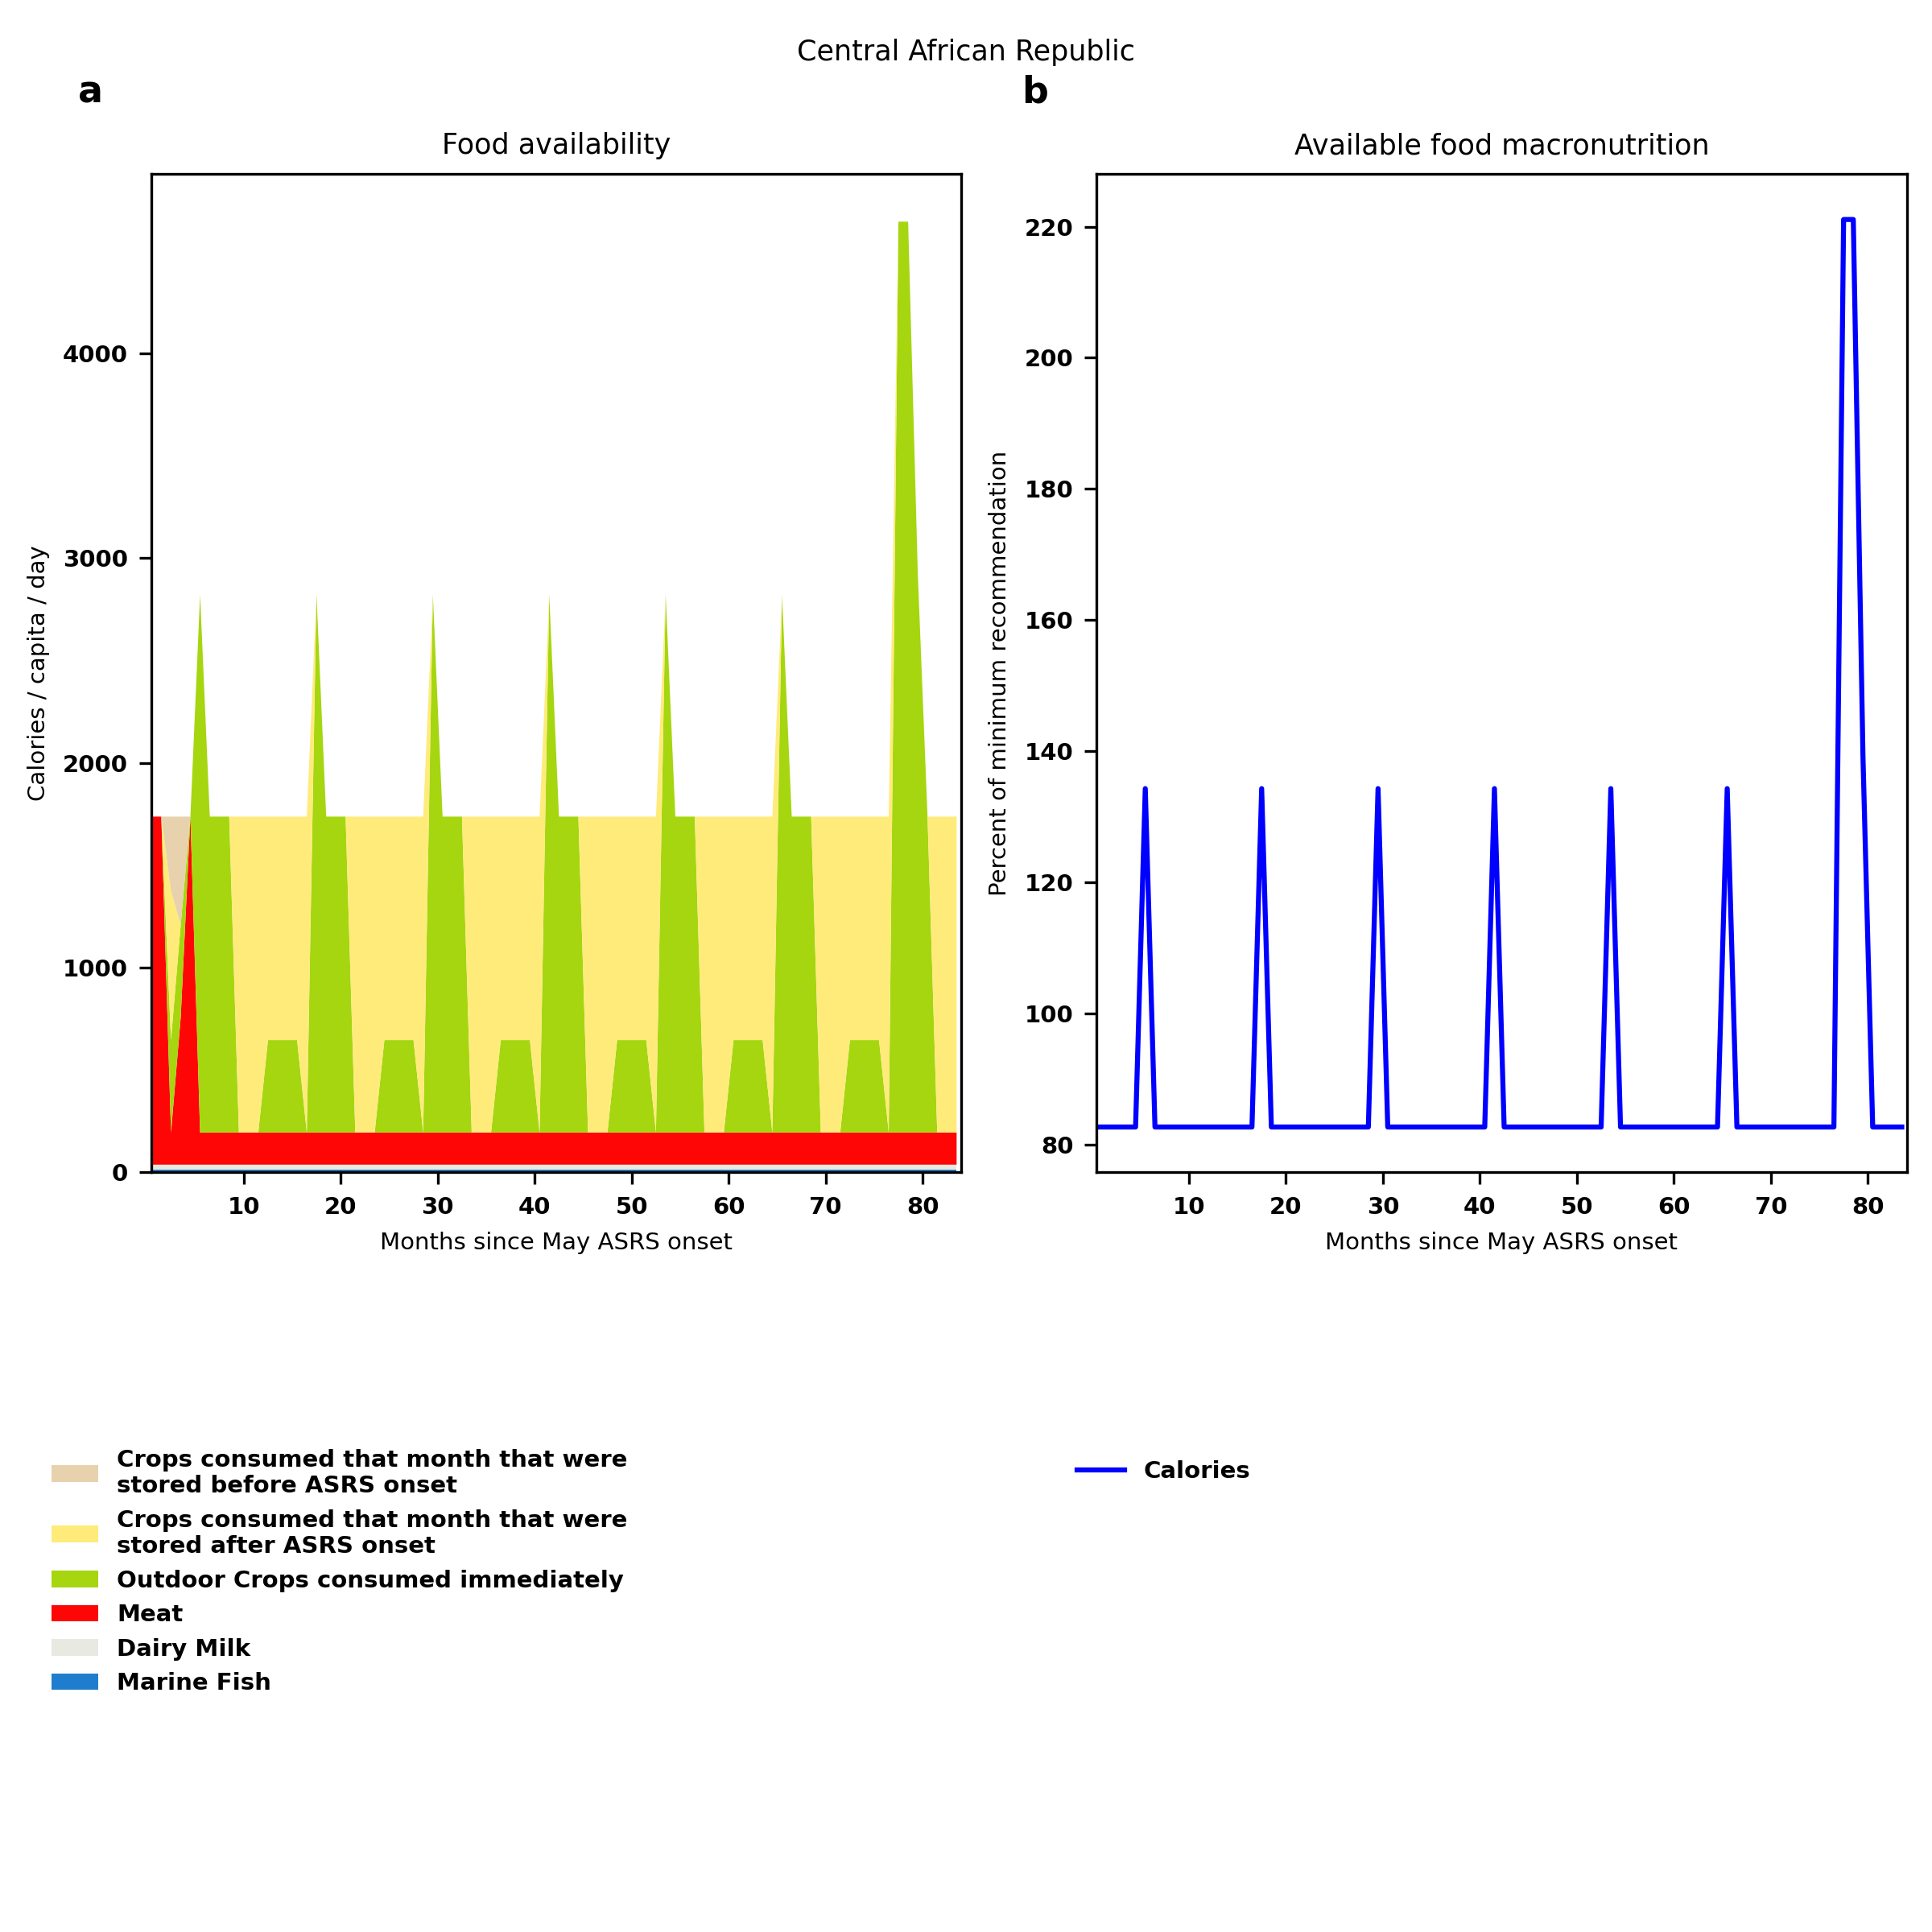 Central African Republic
a
Food availability
Calories / capita / day
4000
3000
2000
1000
0
10 20 30 40 50 60 70 80
Months since May ASRS onset
b
Available food macronutrition
Percent of minimum recommendation
220
200
180
160
140
120
100
80
10 20 30 40 50 60 70 80
Months since May ASRS onset
Crops consumed that month that were
stored before ASRS onset
Crops consumed that month that were
stored after ASRS onset
Outdoor Crops consumed immediately
Meat
Dairy Milk
Marine Fish
Calories